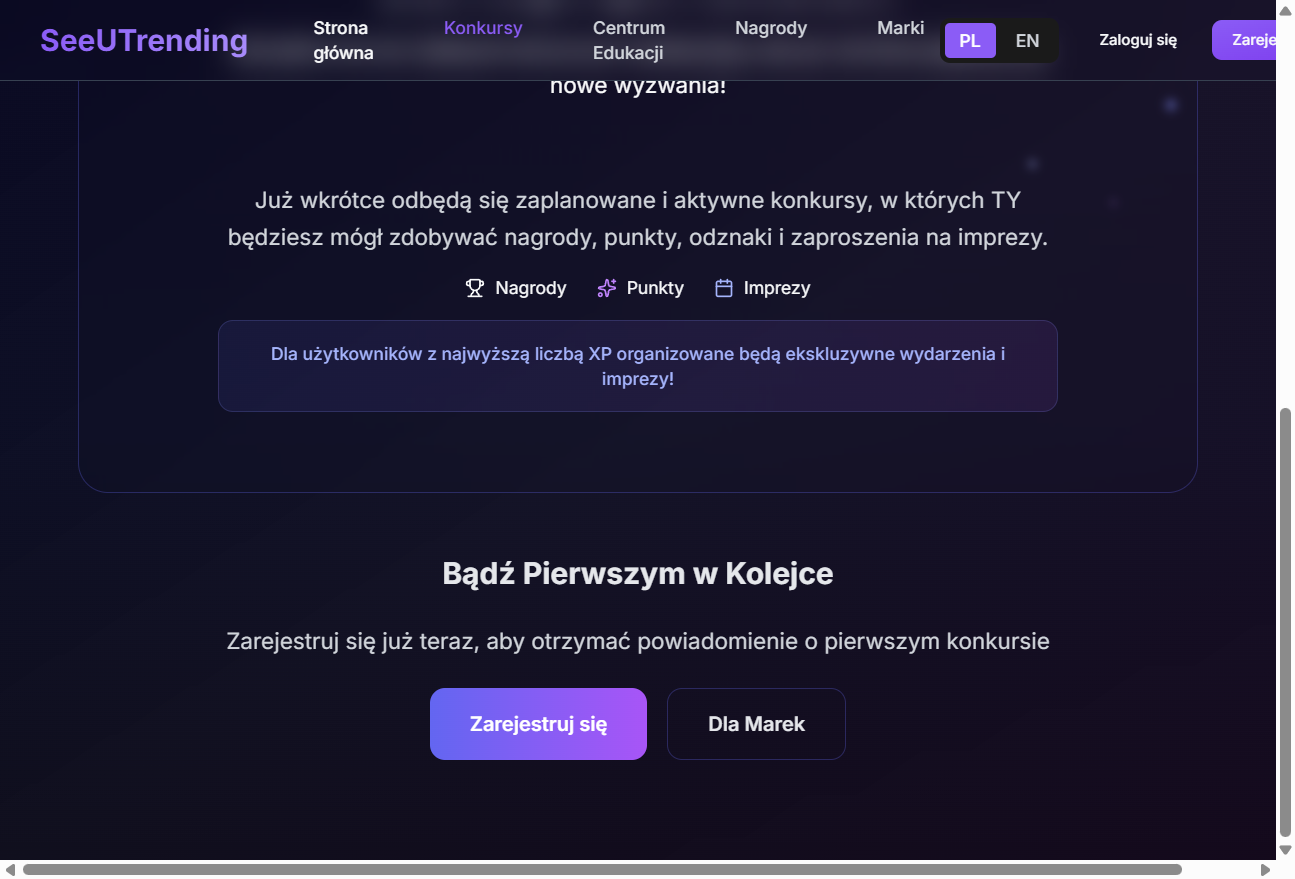 SeeUTrending
Strona
główna
Konkursy
Centrum
Edukacji
Nagrody
Marki
PL
EN
Zaloguj się
Zareje
nowe wyzwania!
Już wkrótce odbędą się zaplanowane i aktywne konkursy, w których TY
będziesz mógł zdobywać nagrody, punkty, odznaki i zaproszenia na imprezy.
Nagrody
Punkty
Imprezy
Dla użytkowników z najwyższą liczbą XP organizowane będą ekskluzywne wydarzenia i
imprezy!
Bądź Pierwszym w Kolejce
Zarejestruj się już teraz, aby otrzymać powiadomienie o pierwszym konkursie
Zarejestruj się
Dla Marek